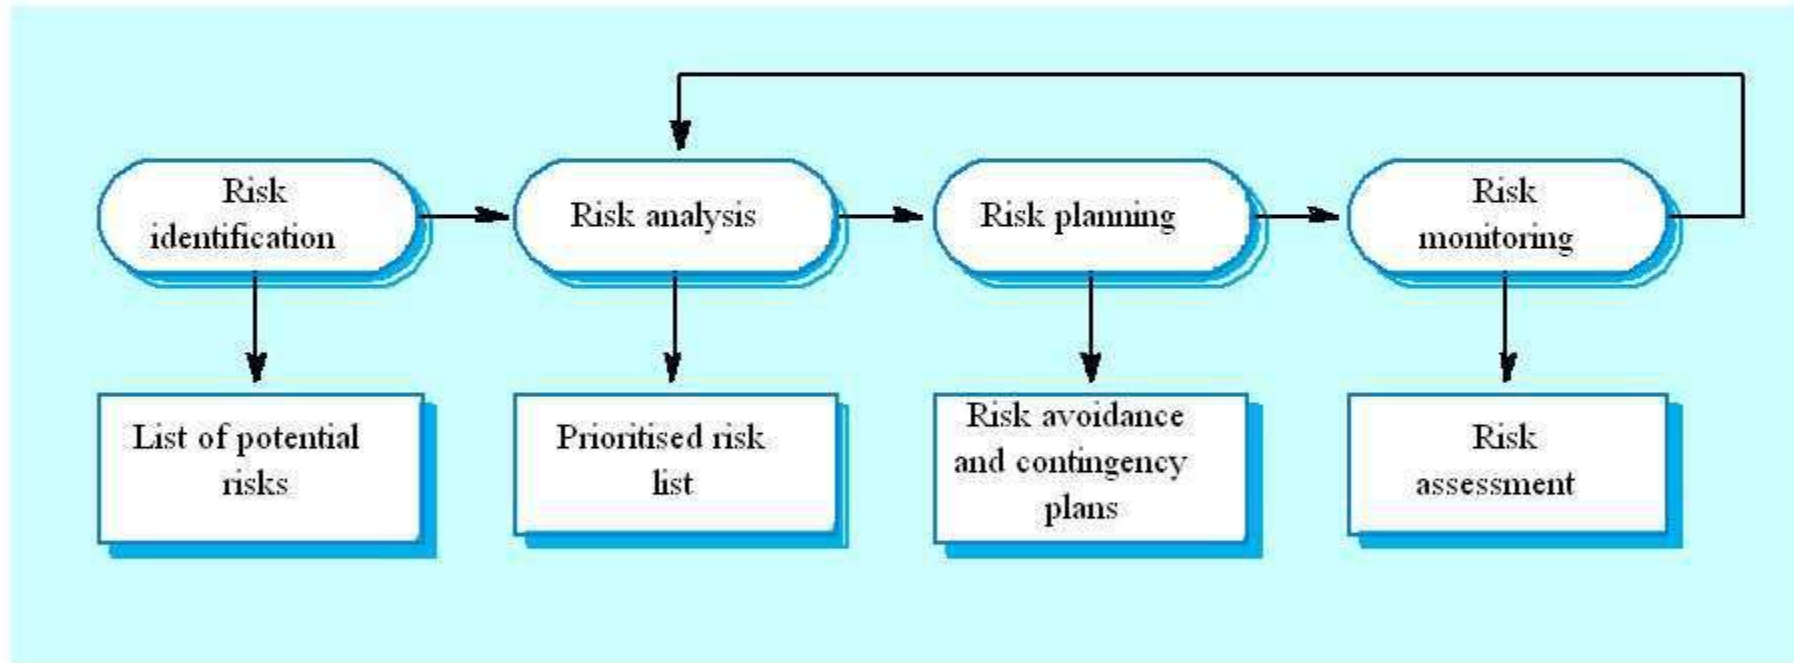 Risk
identification
Risk analysis
Risk planning
Risk
monitoring
List of potential
risks
Prioritised risk
list
Risk avoidance
and contingency
plans
Risk
assessment